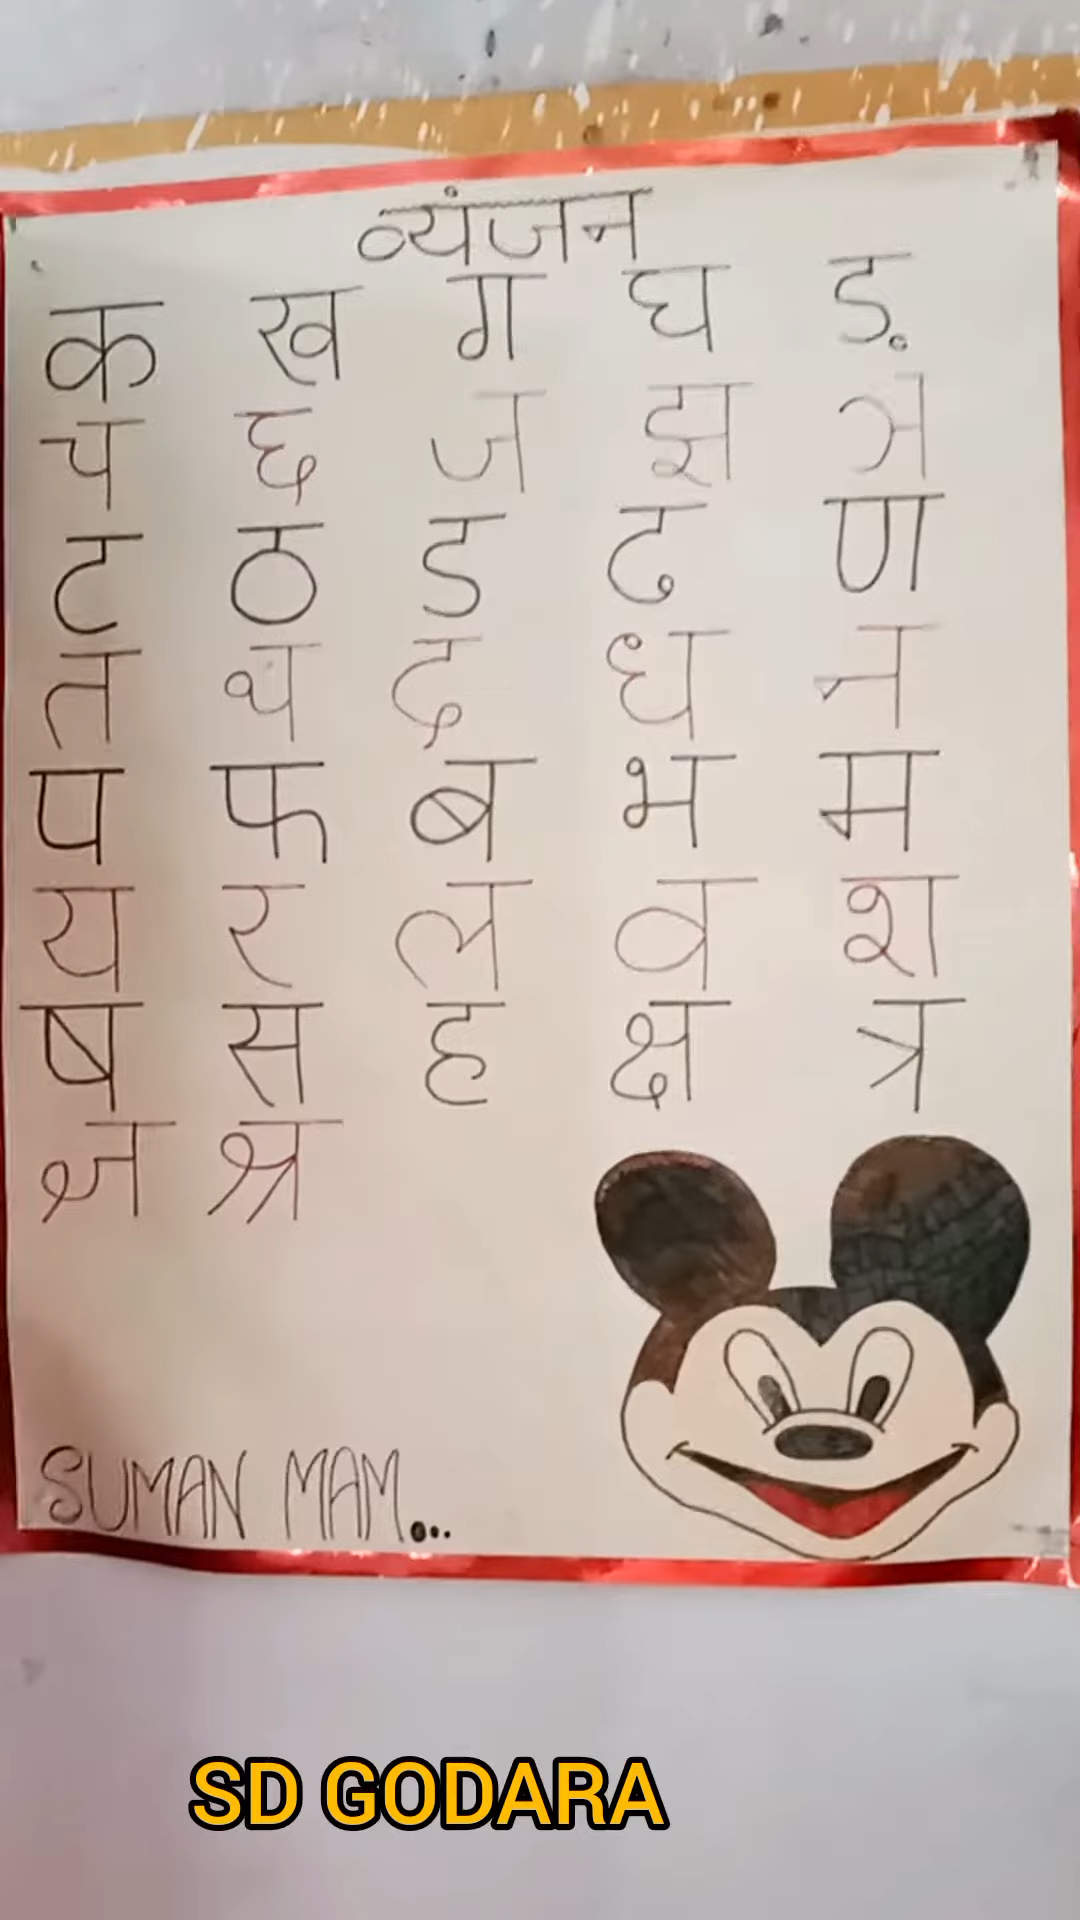 व्यंजन
क ख ग घ ड़
च छ ज झ ञ
ट ठ ड ढ ण
त थ द ध न
प फ ब भ म
य र ल व श
ष स ह क्ष त्र
ज्ञ श्र
SUMAN MAM...
SD GODARA